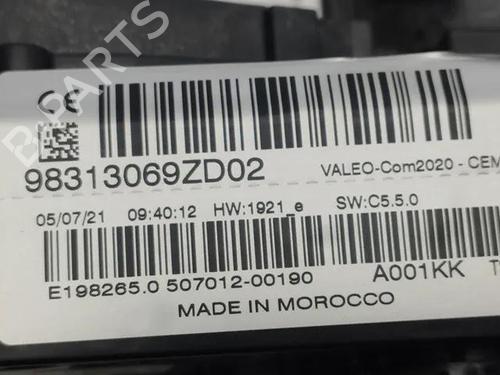 B-PARTS
CE
98313069ZD02 VALEO-Com2020 - CEM
05/07/21 09:40:12 HW:1921_e SW:C5.5.0
E198265.0 507012-00190 A001KK
MADE IN MOROCCO